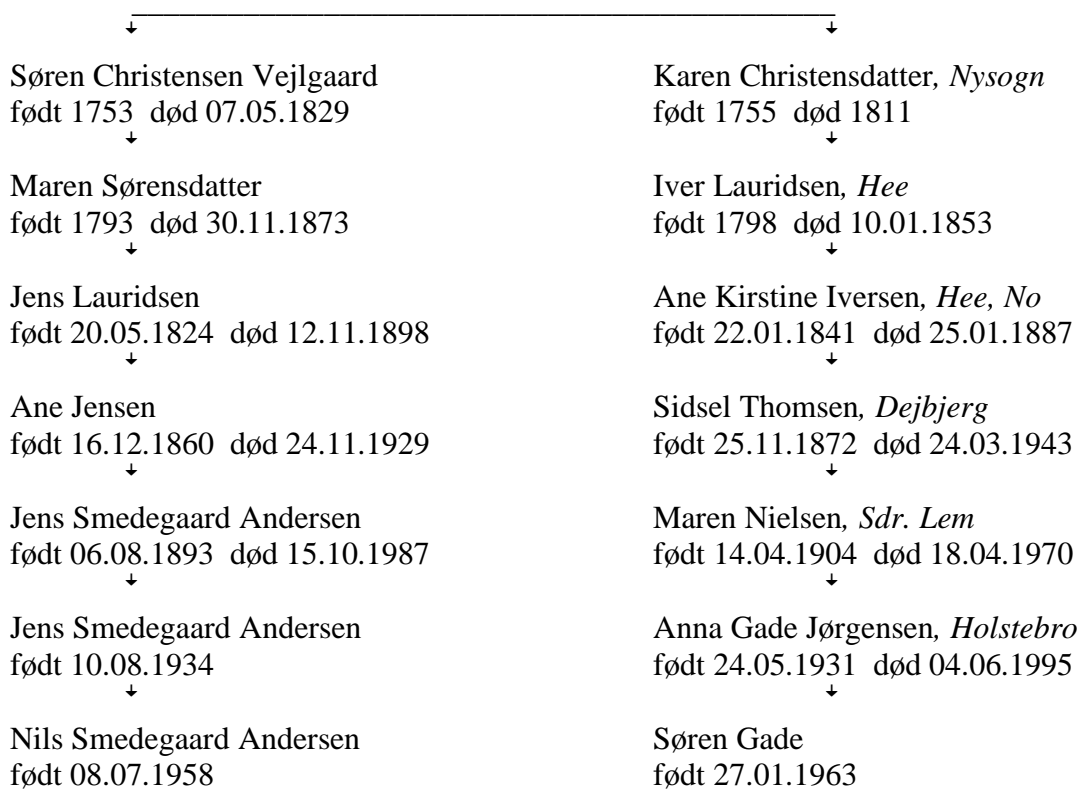 Søren Christensen Vejlgaard
født 1753 død 07.05.1829
Karen Christensdatter, Nysogn
født 1755 død 1811
Maren Sørensdatter
født 1793 død 30.11.1873
Iver Lauridsen, Hee
født 1798 død 10.01.1853
Jens Lauridsen
født 20.05.1824 død 12.11.1898
Ane Kirstine Iversen, Hee, No
født 22.01.1841 død 25.01.1887
Ane Jensen
født 16.12.1860 død 24.11.1929
Sidsel Thomsen, Dejbjerg
født 25.11.1872 død 24.03.1943
Jens Smedegaard Andersen
født 06.08.1893 død 15.10.1987
Maren Nielsen, Sdr. Lem
født 14.04.1904 død 18.04.1970
Jens Smedegaard Andersen
født 10.08.1934
Anna Gade Jørgensen, Holstebro
født 24.05.1931 død 04.06.1995
Nils Smedegaard Andersen
født 08.07.1958
Søren Gade
født 27.01.1963